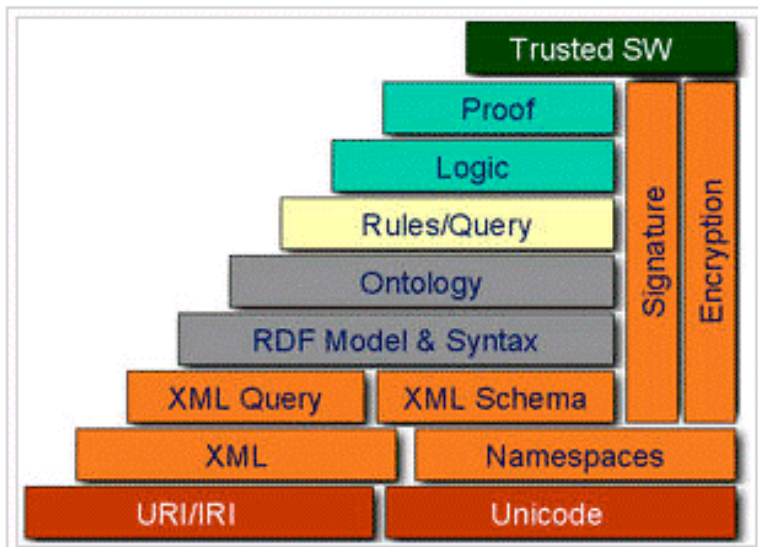 Trusted SW
Proof
Logic
Rules/Query
Ontology
RDF Model & Syntax
XML Query
XML Schema
Signature
Encryption
XML
Namespaces
URI/IRI
Unicode